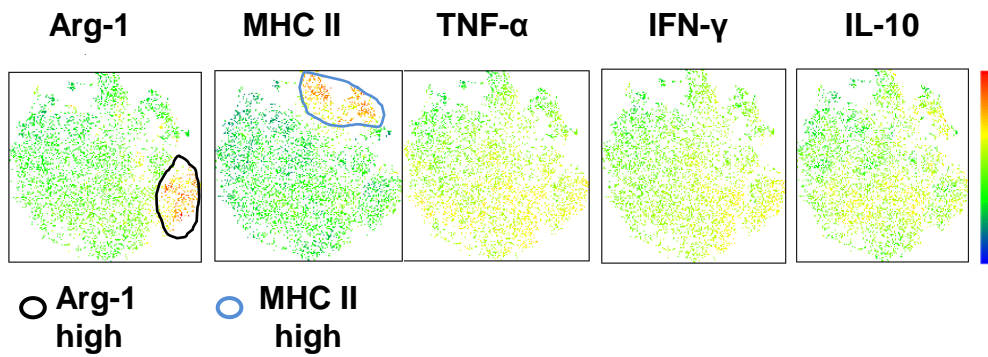 Arg-1 MHC II TNF-α IFN-γ IL-10
Arg-1 MHC II
high high